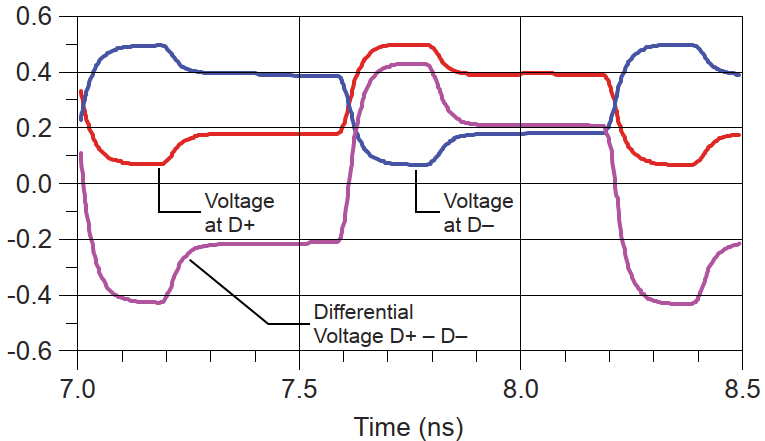 0.6
0.4
0.2
0.0
-0.2
-0.4
-0.6
Voltage
at D+
Voltage
at D–
Differential
Voltage D+ – D–
7.0 7.5 8.0 8.5
Time (ns)